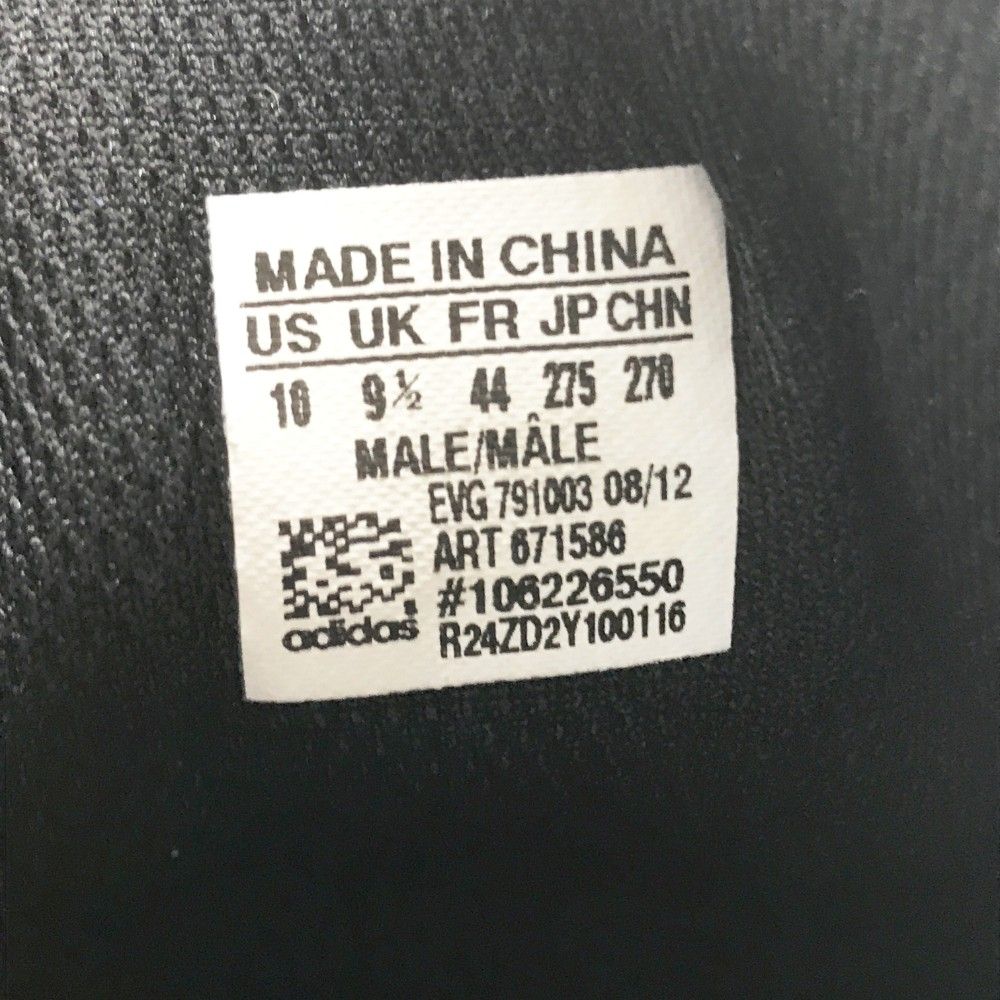 MADE IN CHINA
US UK FR JP CHN
10 9½ 44 275 270
MALE/MÂLE
EVG 791003 08/12
ART 671586
#106226550
adidas R24ZD2Y100116